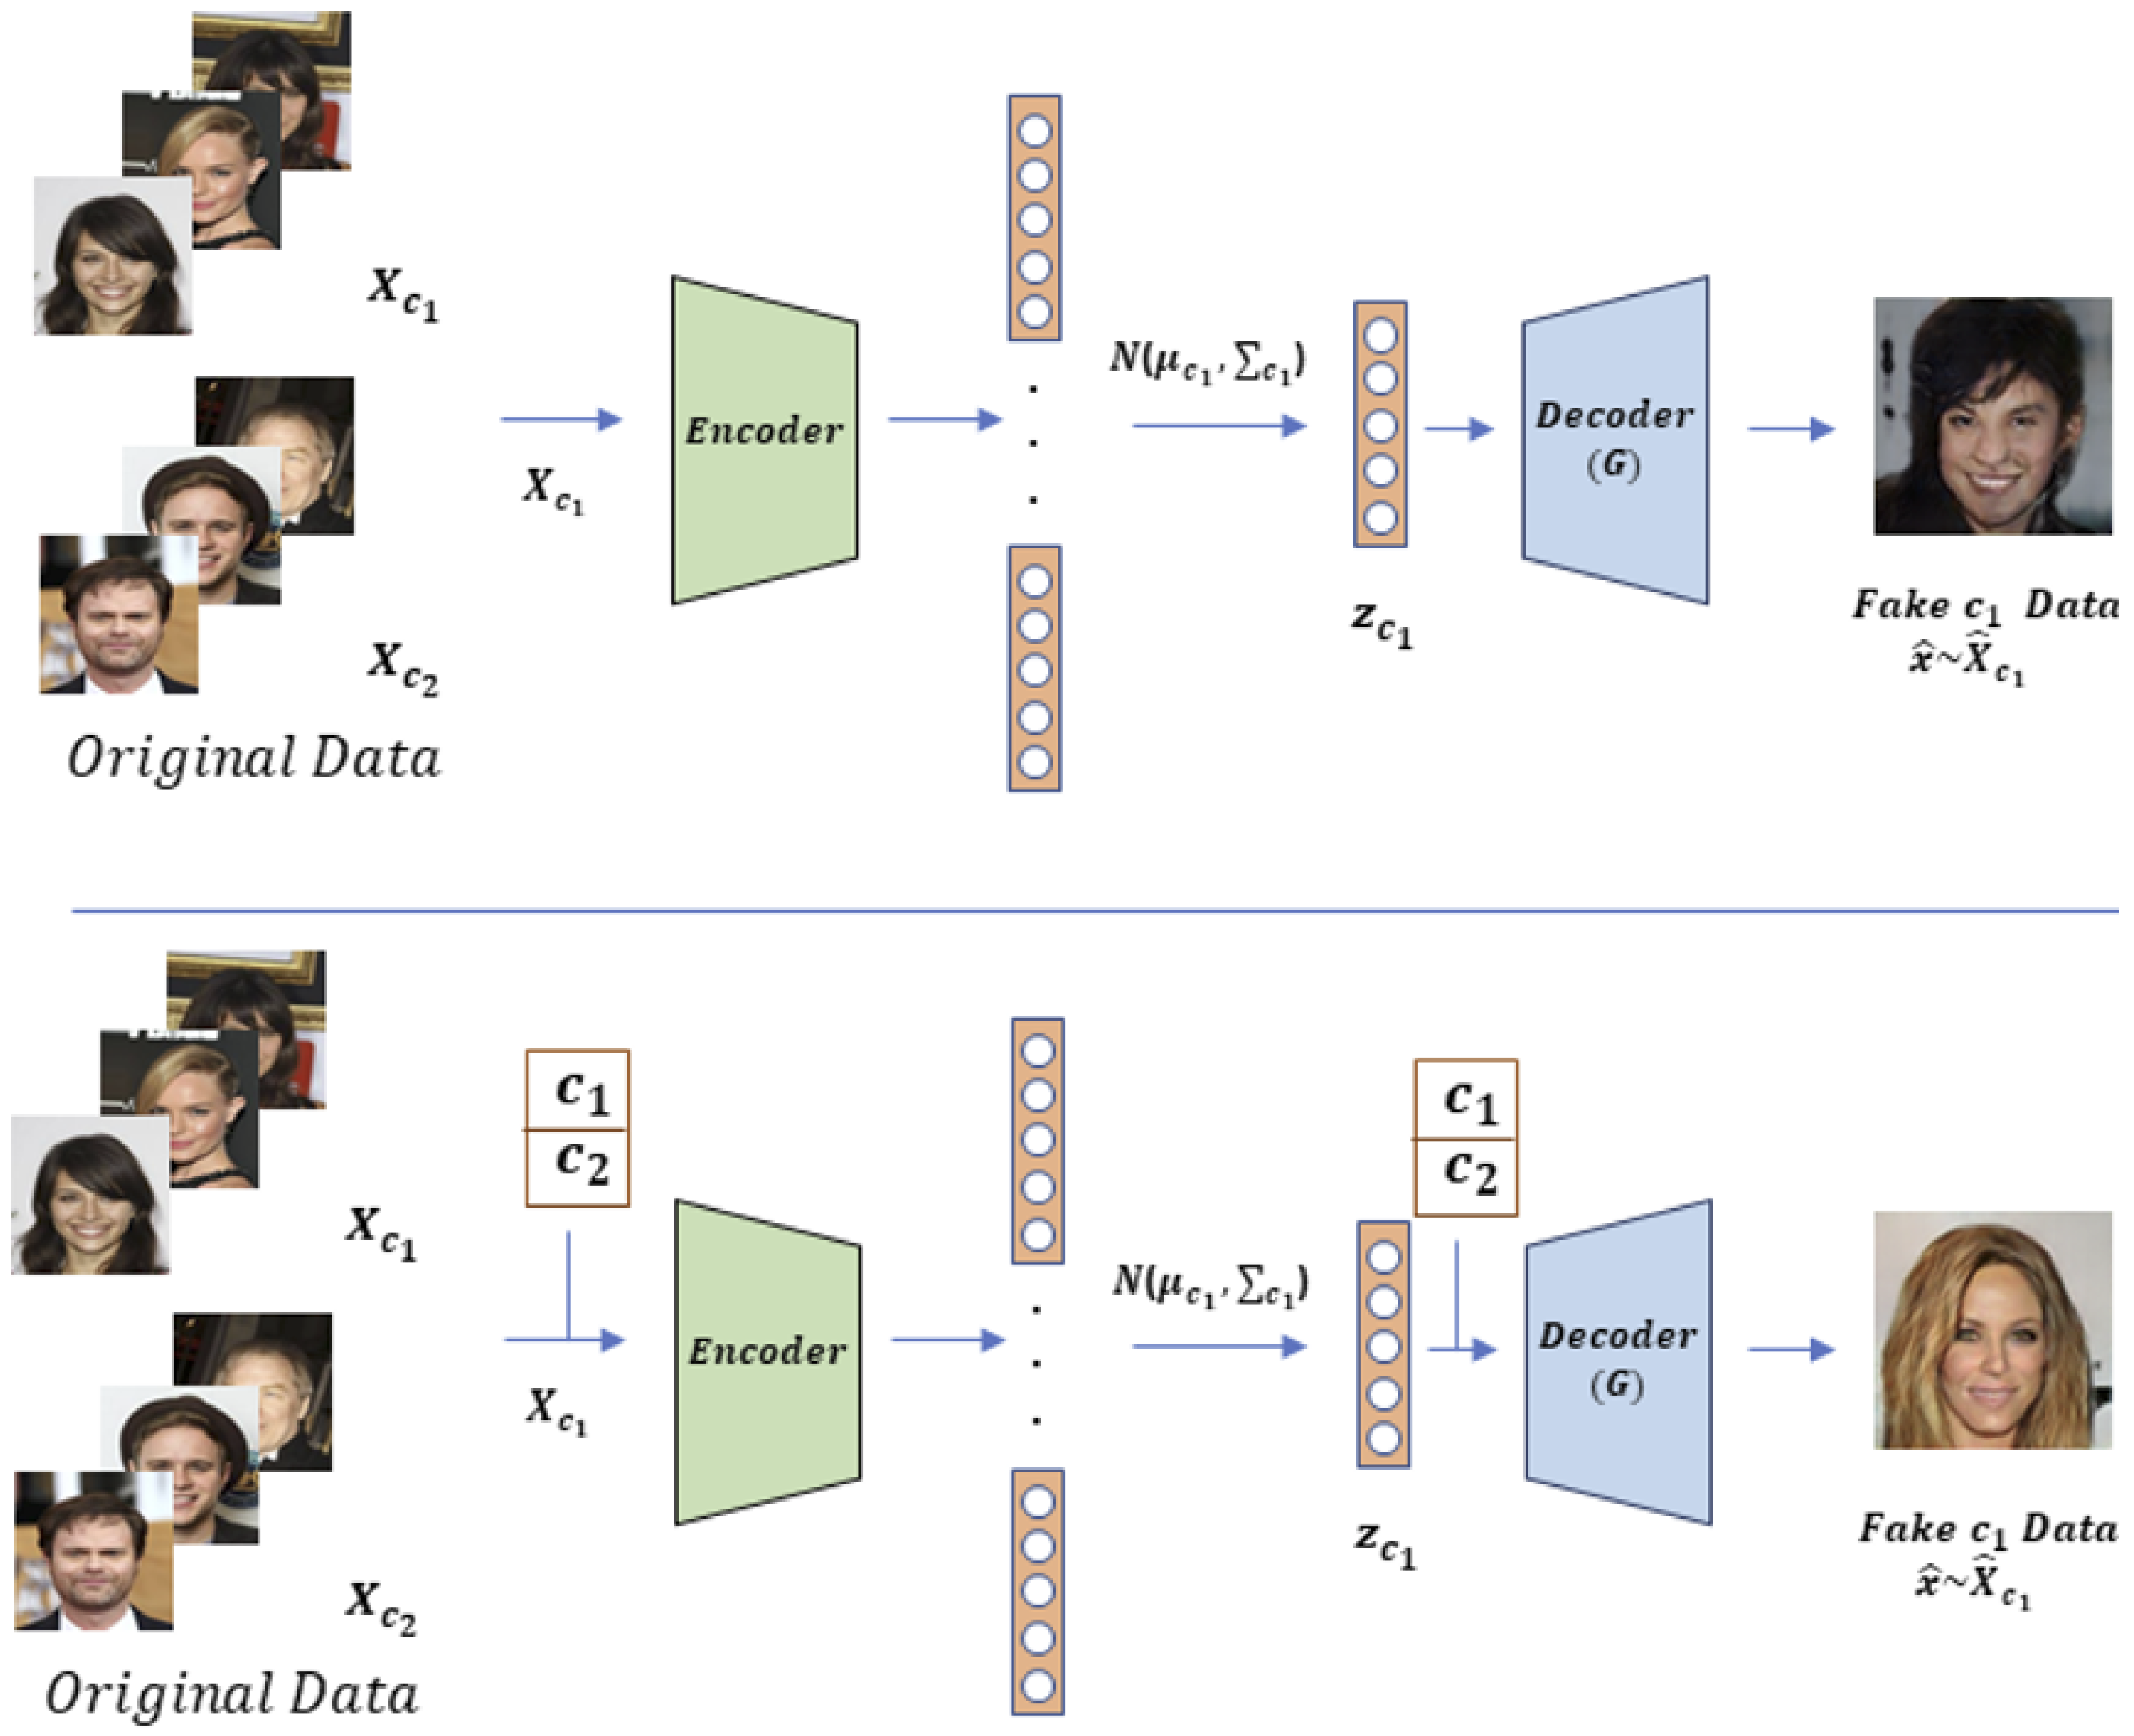 X_{c_1}
N(μ_{c_1}, Σ_{c_1})
Encoder
Decoder
(G)
X_{c_1}
Fake c_1 Data
z_{c_1}
x̂~X̂_{c_1}
X_{c_2}
Original Data
c_1
c_1
c_2
c_2
X_{c_1}
N(μ_{c_1}, Σ_{c_1})
Encoder
Decoder
(G)
X_{c_1}
Fake c_1 Data
z_{c_1}
x̂~X̂_{c_1}
X_{c_2}
Original Data